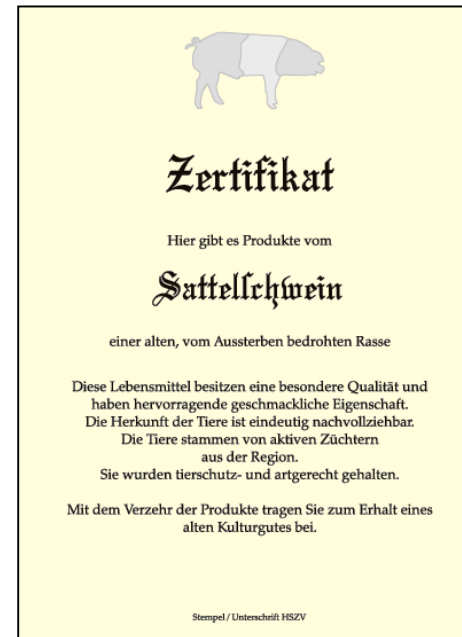 Zertifikat
Hier gibt es Produkte vom
Sattelſchwein
einer alten, vom Aussterben bedrohten Rasse
Diese Lebensmittel besitzen eine besondere Qualität und
haben hervorragende geschmackliche Eigenschaft.
Die Herkunft der Tiere ist eindeutig nachvollziehbar.
Die Tiere stammen von aktiven Züchtern
aus der Region.
Sie wurden tierschutz- und artgerecht gehalten.
Mit dem Verzehr der Produkte tragen Sie zum Erhalt eines
alten Kulturgutes bei.
Stempel / Unterschrift HSZV